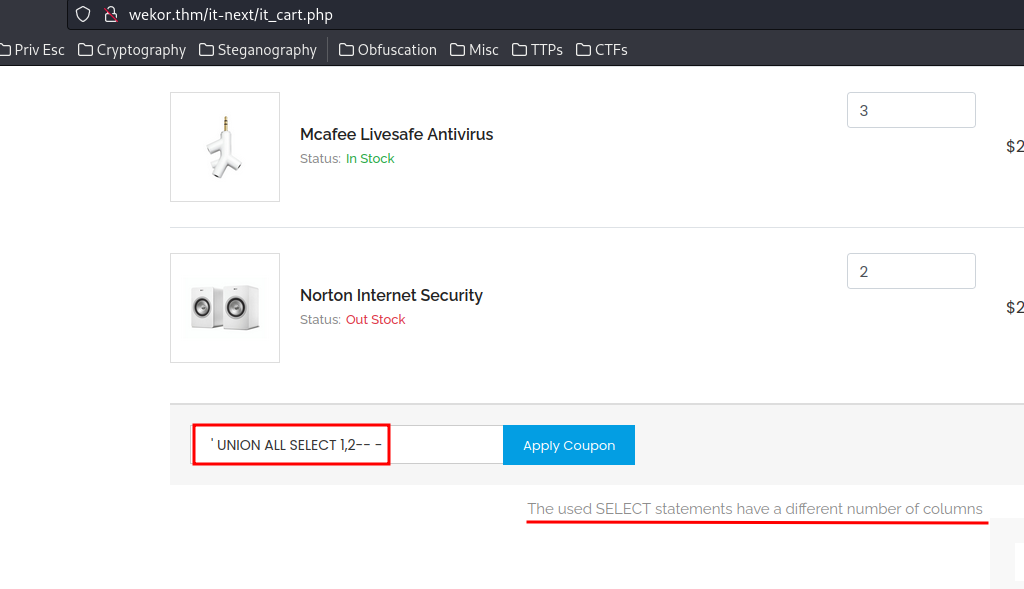 wekor.thm/it-next/it_cart.php
Priv Esc Cryptography Steganography Obfuscation Misc TTPs CTFs
3
Mcafee Livesafe Antivirus
$2
Status: In Stock
2
Norton Internet Security
$2
Status: Out Stock
' UNION ALL SELECT 1,2-- -
Apply Coupon
The used SELECT statements have a different number of columns